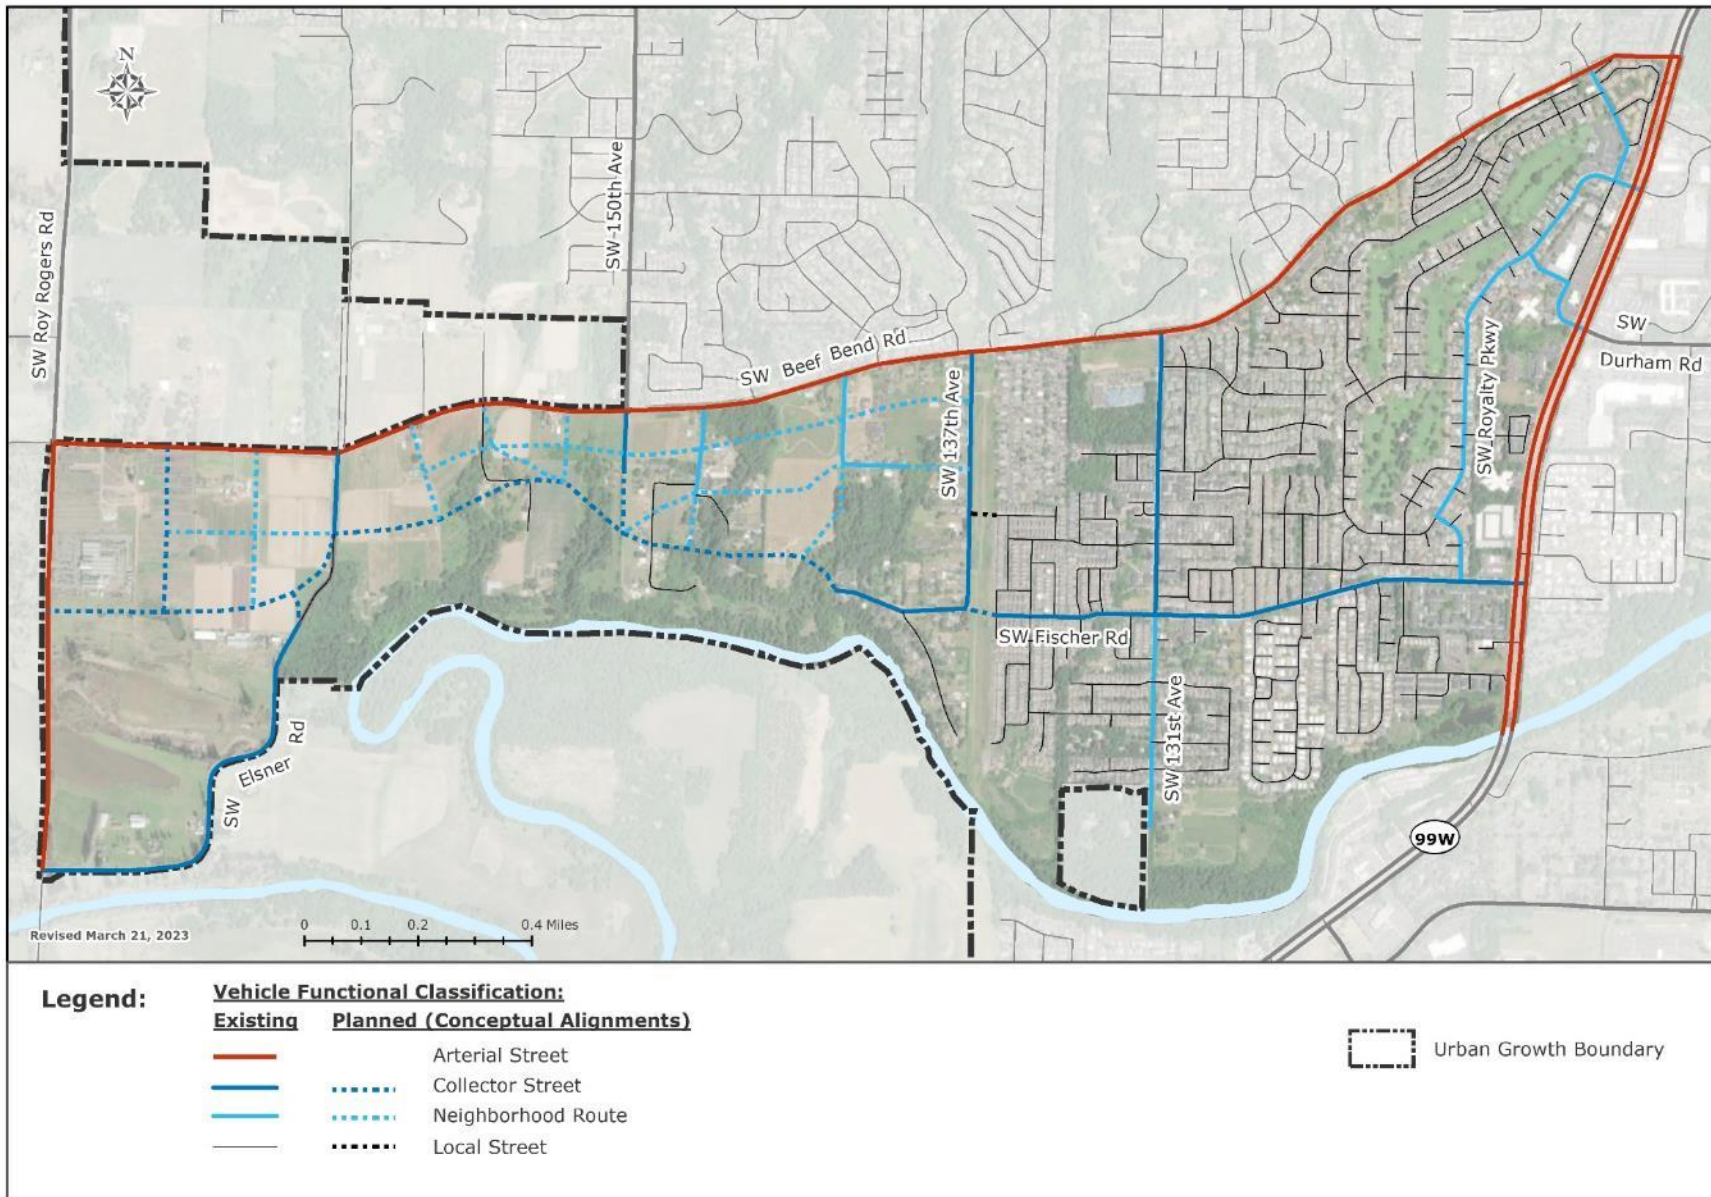 N
SW Roy Rogers Rd
SW 150th Ave
SW Beef Bend Rd
SW 137th Ave
SW Royalty Pkwy
SW
Durham Rd
SW Fischer Rd
SW 131st Ave
SW Elsner Rd
99W
0 0.1 0.2 0.4 Miles
Revised March 21, 2023
Legend:
Vehicle Functional Classification:
Existing Planned (Conceptual Alignments)
Arterial Street
Collector Street
Neighborhood Route
Local Street
Urban Growth Boundary